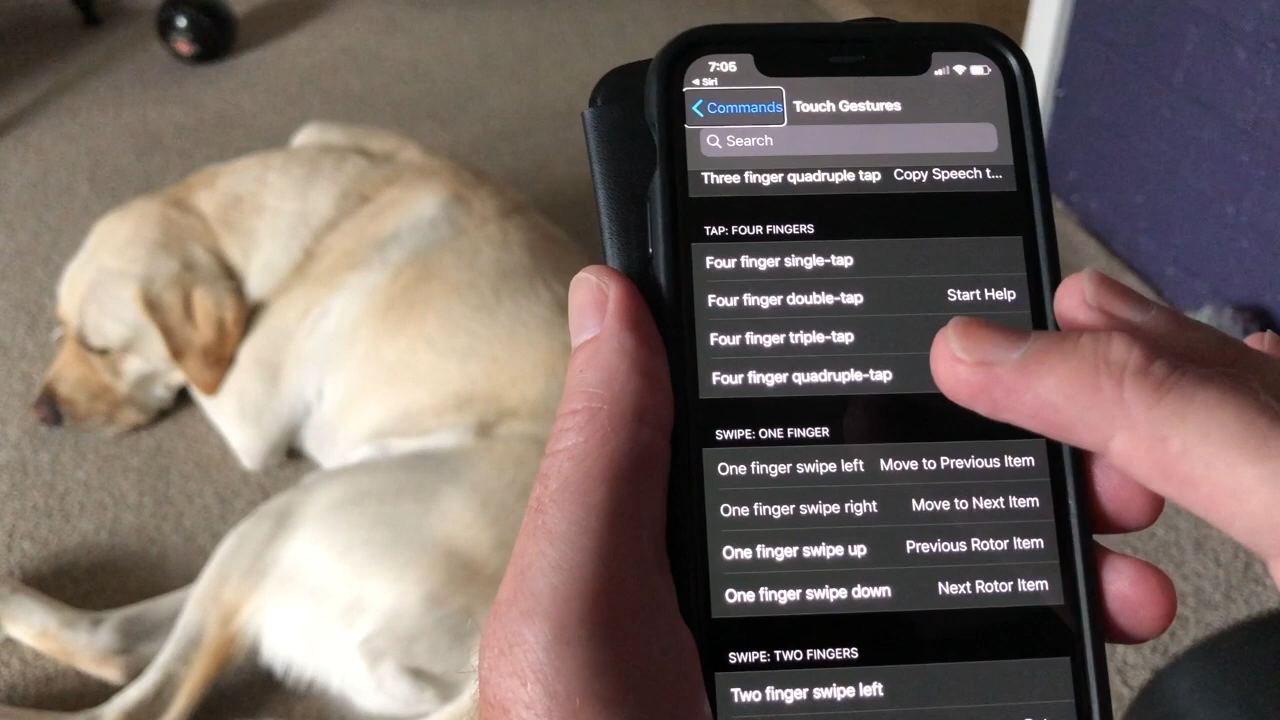 7:05
Siri
Commands Touch Gestures
Search
Three finger quadruple tap Copy Speech t...
TAP: FOUR FINGERS
Four finger single-tap
Four finger double-tap Start Help
Four finger triple-tap
Four finger quadruple-tap
SWIPE: ONE FINGER
One finger swipe left Move to Previous Item
One finger swipe right Move to Next Item
One finger swipe up Previous Rotor Item
One finger swipe down Next Rotor Item
SWIPE: TWO FINGERS
Two finger swipe left